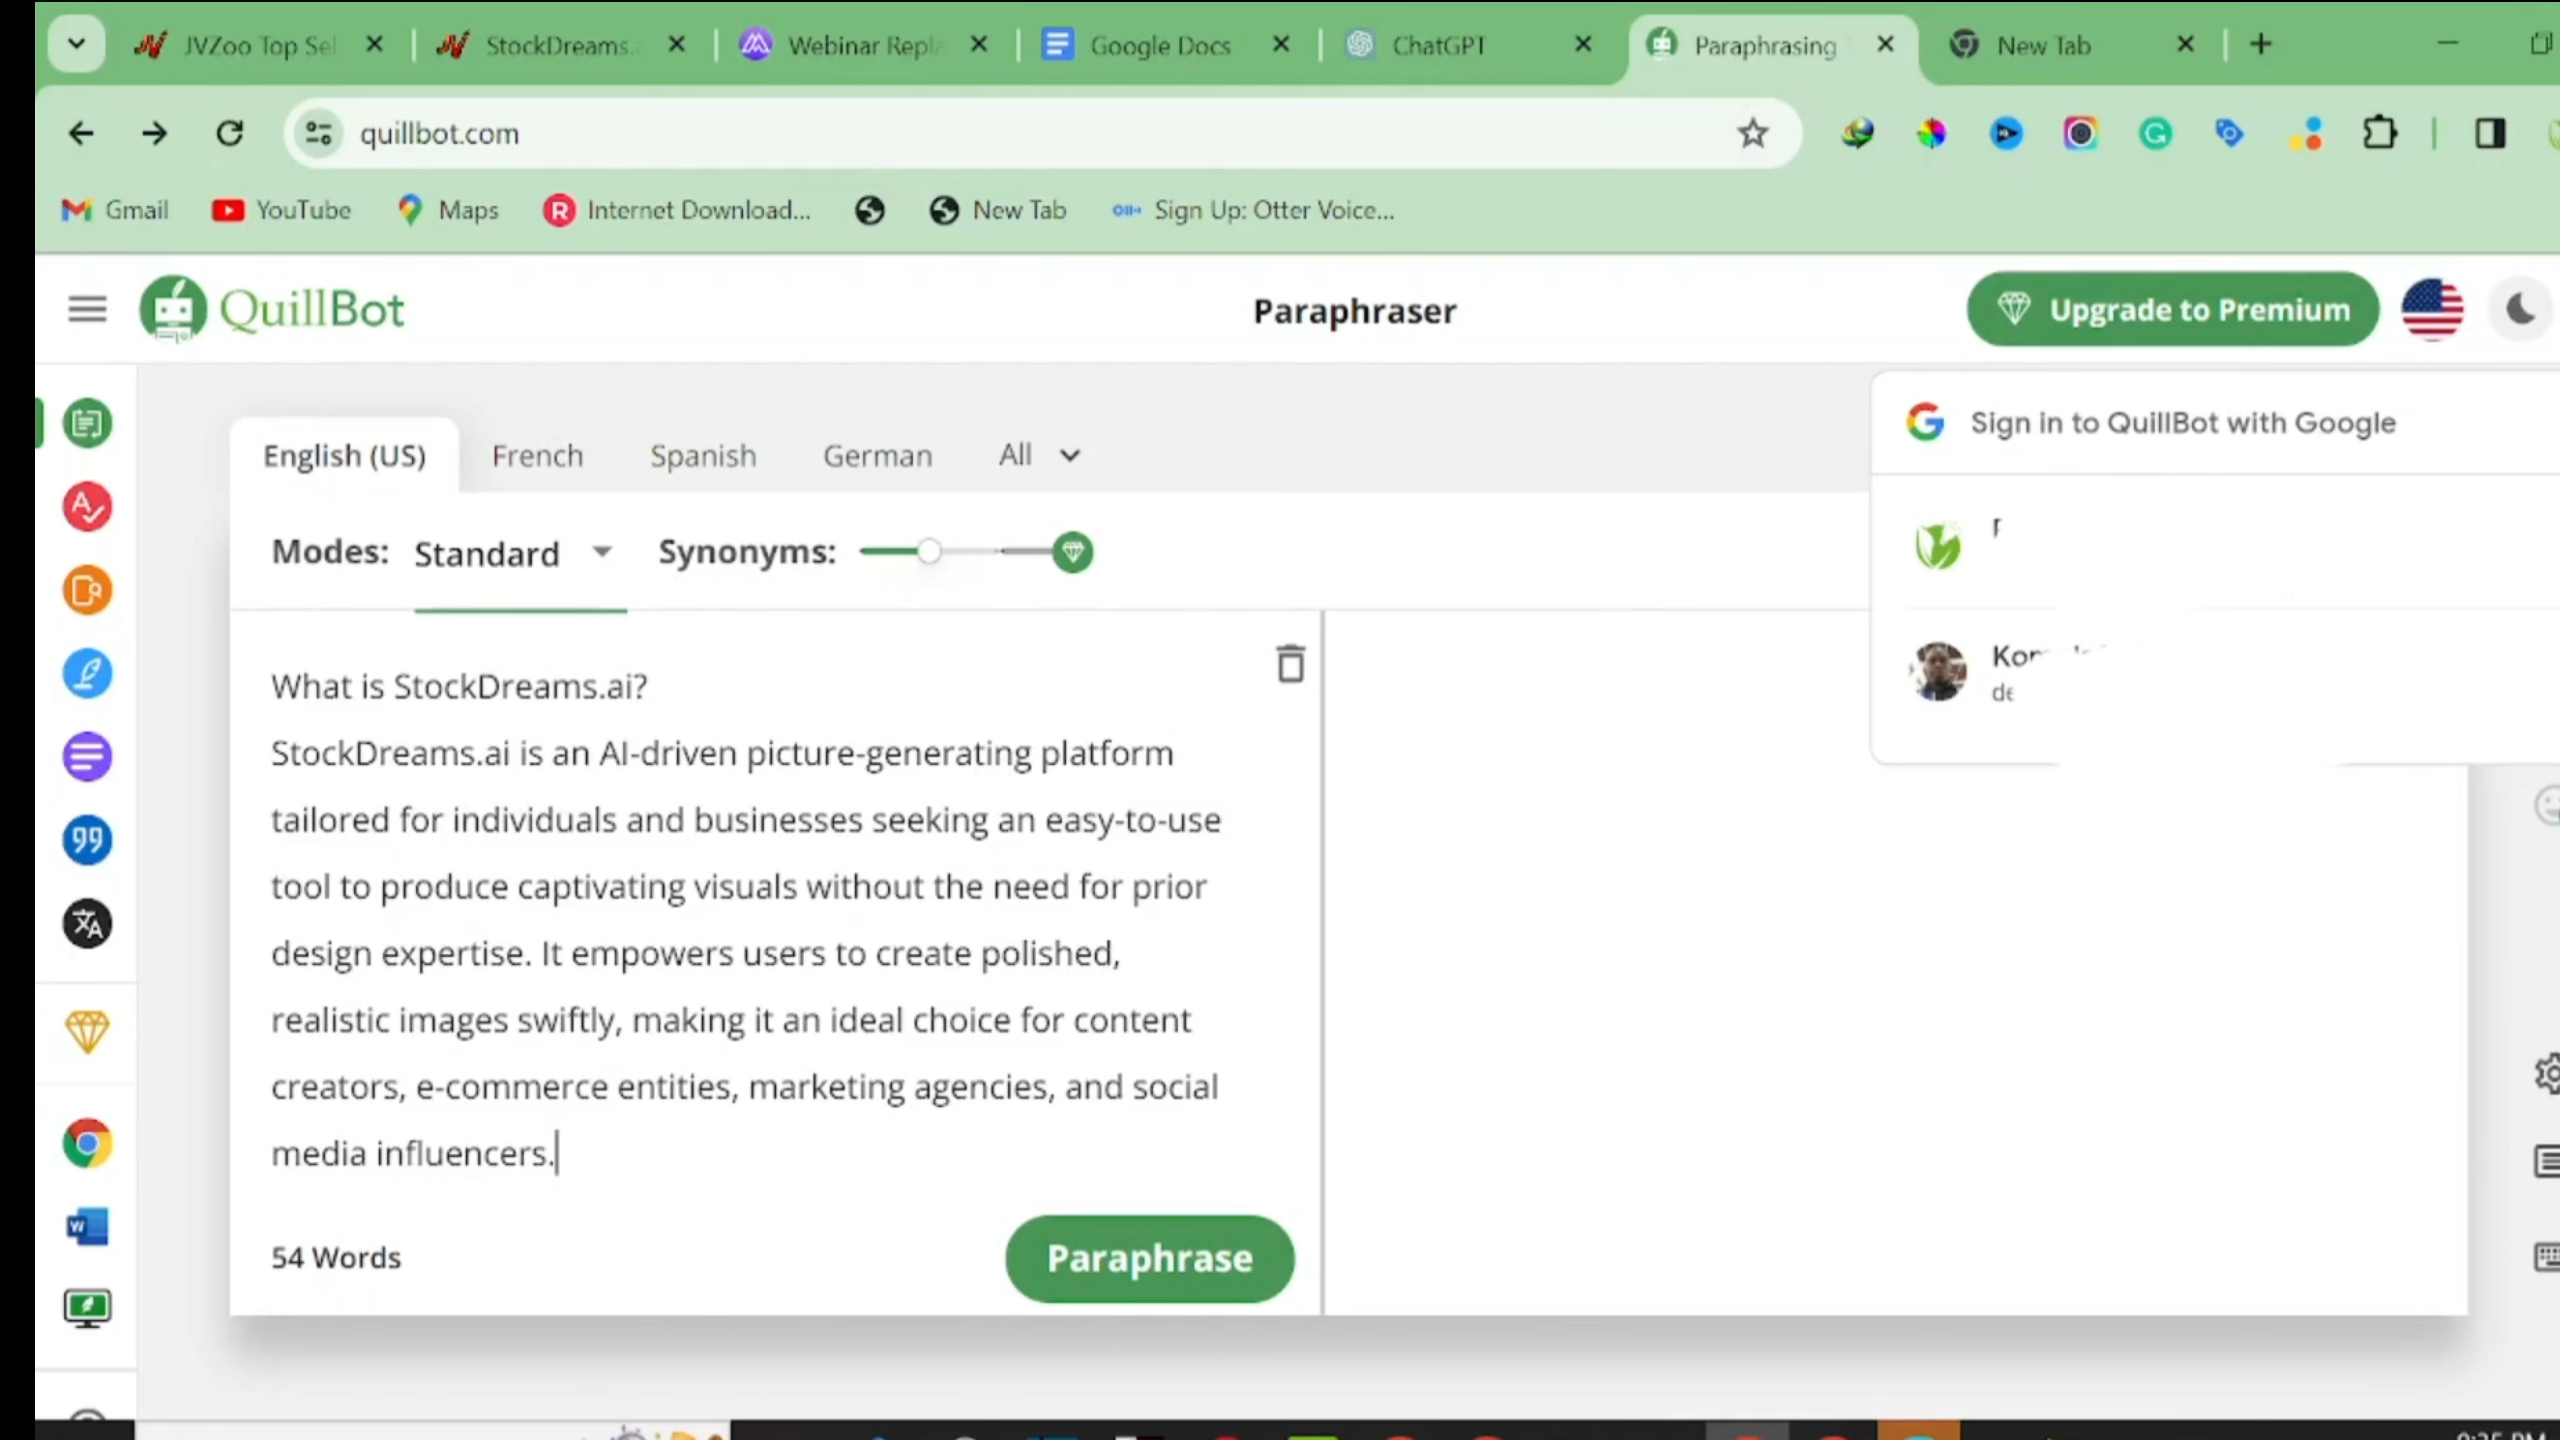 JVZoo Top Sel
StockDreams.
Webinar Repla
Google Docs
ChatGPT
Paraphrasing
New Tab
quillbot.com
Gmail
YouTube
Maps
Internet Download...
New Tab
Sign Up: Otter Voice...
QuillBot
Paraphraser
Upgrade to Premium
Sign in to QuillBot with Google
English (US)
French
Spanish
German
All
Modes: Standard
Synonyms:
What is StockDreams.ai?
StockDreams.ai is an AI-driven picture-generating platform
tailored for individuals and businesses seeking an easy-to-use
tool to produce captivating visuals without the need for prior
design expertise. It empowers users to create polished,
realistic images swiftly, making it an ideal choice for content
creators, e-commerce entities, marketing agencies, and social
media influencers.
54 Words
Paraphrase